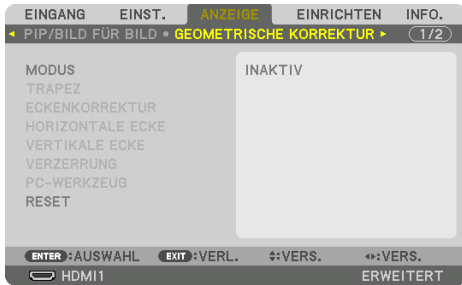 EINGANG EINST. ANZEIGE EINRICHTEN INFO.
PIP/BILD FÜR BILD • GEOMETRISCHE KORREKTUR 1/2
MODUS INAKTIV
TRAPEZ
ECKENKORREKTUR
HORIZONTALE ECKE
VERTIKALE ECKE
VERZERRUNG
PC-WERKZEUG
RESET
ENTER :AUSWAHL EXIT :VERL. :VERS. :VERS.
HDMI1 ERWEITERT